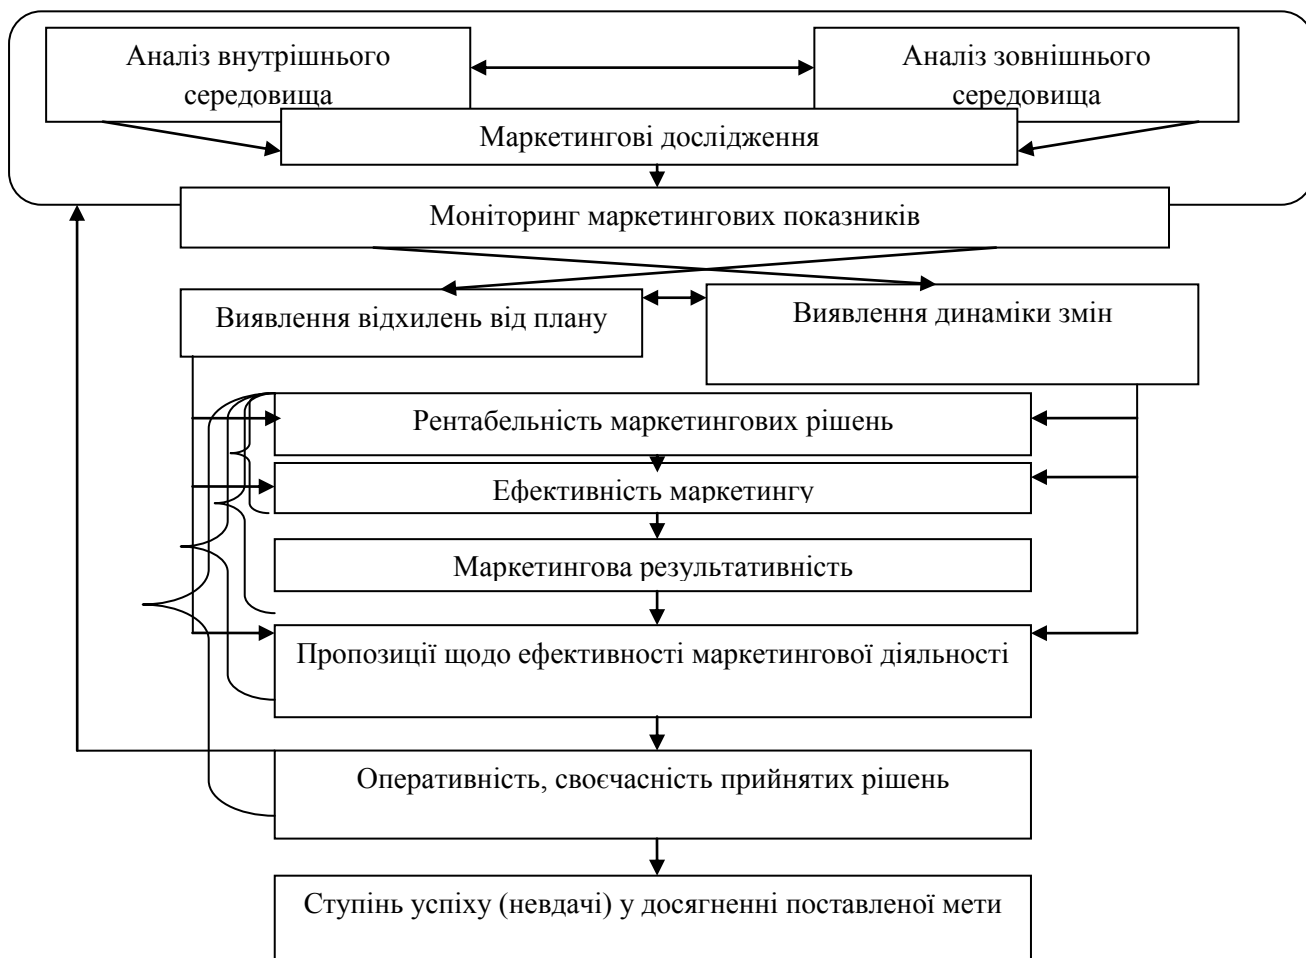 Аналіз внутрішнього
середовища
Аналіз зовнішнього
середовища
Маркетингові дослідження
Моніторинг маркетингових показників
Виявлення відхилень від плану
Виявлення динаміки змін
Рентабельність маркетингових рішень
Ефективність маркетингу
Маркетингова результативність
Пропозиції щодо ефективності маркетингової діяльності
Оперативність, своєчасність прийнятих рішень
Ступінь успіху (невдачі) у досягненні поставленої мети